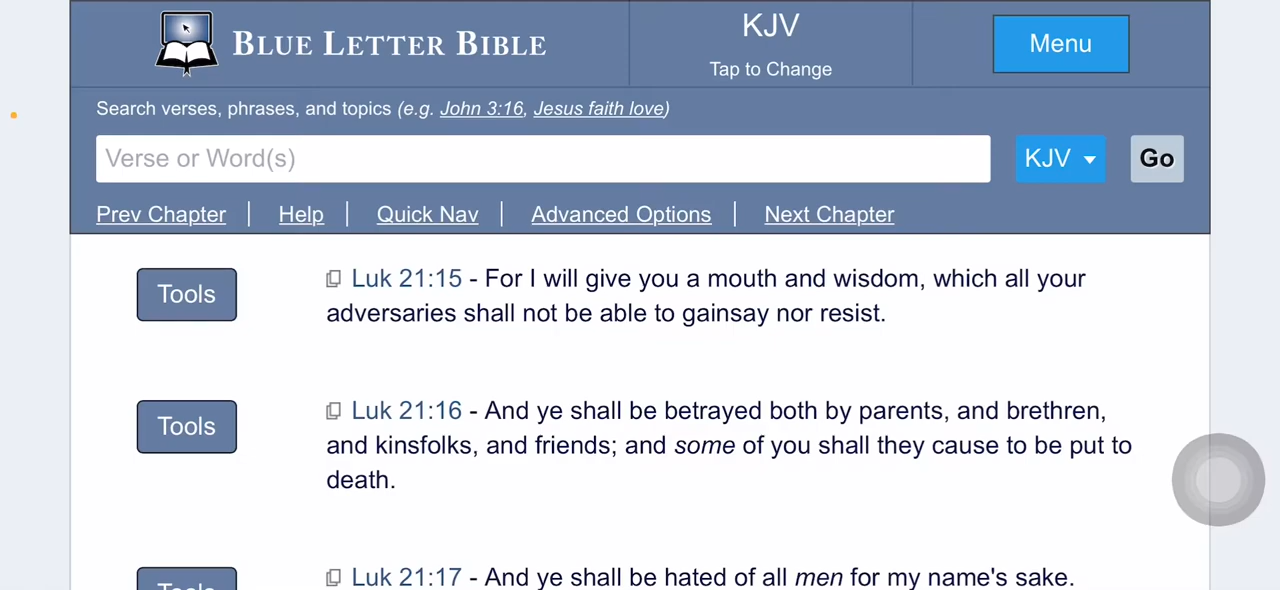 BLUE LETTER BIBLE
KJV
Tap to Change
Menu
Search verses, phrases, and topics (e.g. John 3:16, Jesus faith love)
Verse or Word(s)
KJV
Go
Prev Chapter | Help | Quick Nav | Advanced Options | Next Chapter
Tools
Luk 21:15 - For I will give you a mouth and wisdom, which all your
adversaries shall not be able to gainsay nor resist.
Tools
Luk 21:16 - And ye shall be betrayed both by parents, and brethren,
and kinsfolks, and friends; and some of you shall they cause to be put to
death.
Tools
Luk 21:17 - And ye shall be hated of all men for my name's sake.